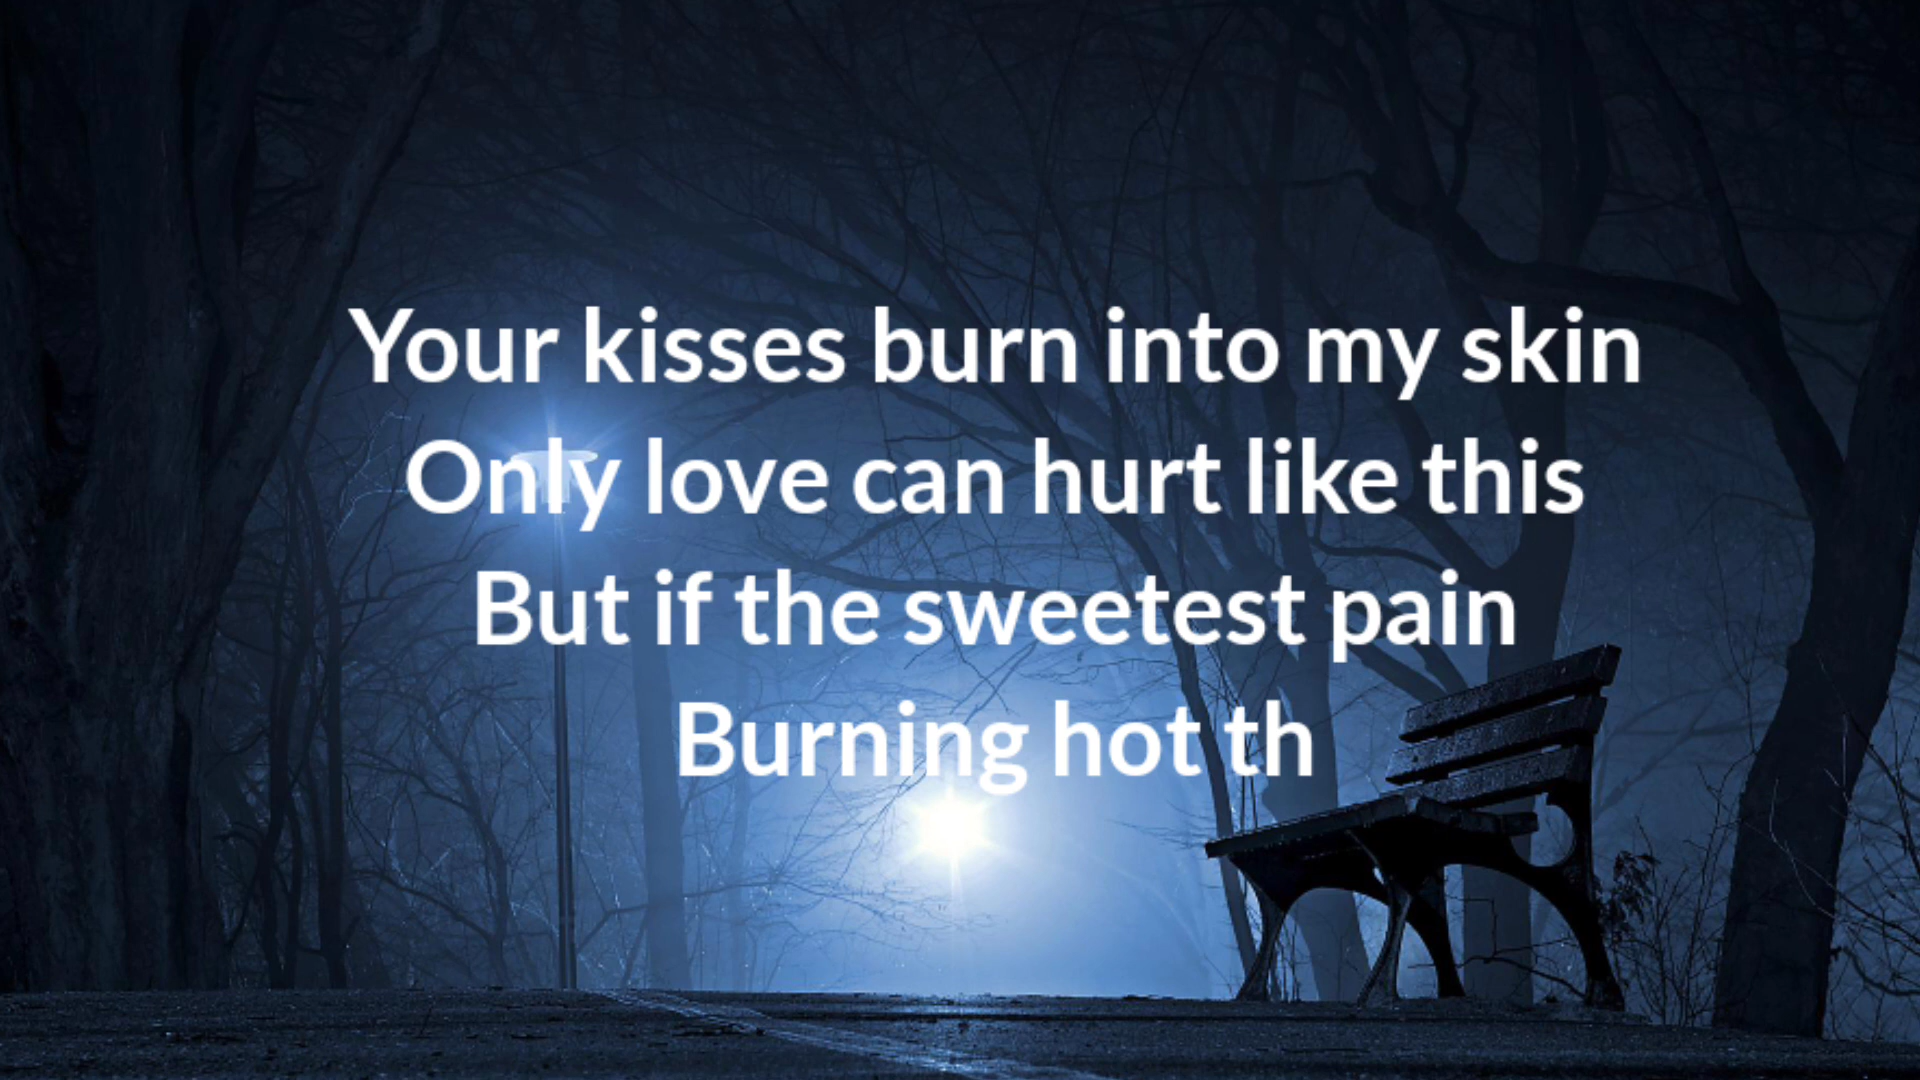 Your kisses burn into my skin
Only love can hurt like this
But if the sweetest pain
Burning hot th